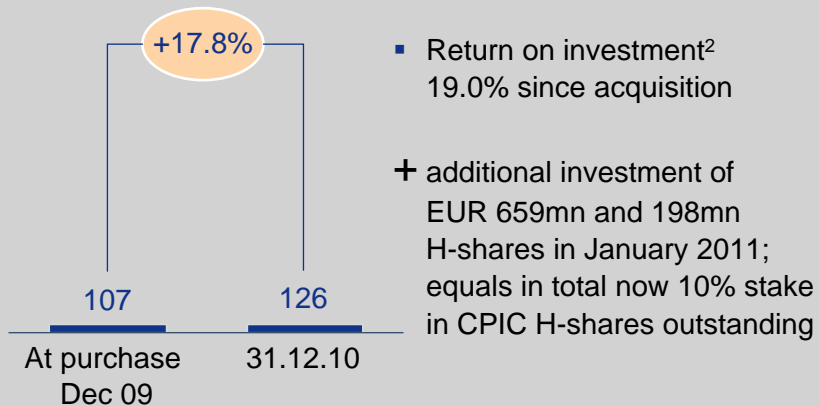 +17.8%
107
126
At purchase
Dec 09
31.12.10
▪ Return on investment²
19.0% since acquisition
+ additional investment of
EUR 659mn and 198mn
H-shares in January 2011;
equals in total now 10% stake
in CPIC H-shares outstanding